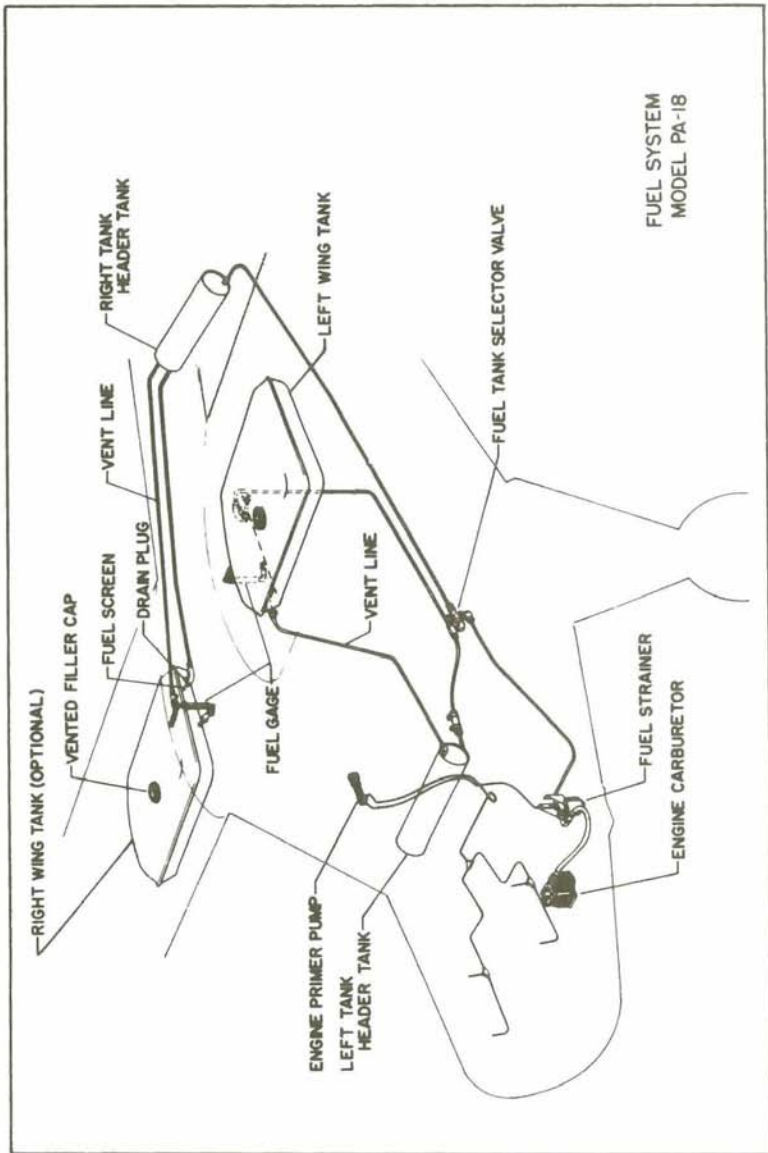 RIGHT WING TANK (OPTIONAL)
VENTED FILLER CAP
FUEL SCREEN
DRAIN PLUG
VENT LINE
RIGHT TANK
HEADER TANK
LEFT WING TANK
FUEL GAGE
VENT LINE
FUEL TANK SELECTOR VALVE
ENGINE PRIMER PUMP
LEFT TANK
HEADER TANK
FUEL STRAINER
ENGINE CARBURETOR
FUEL SYSTEM
MODEL PA-18